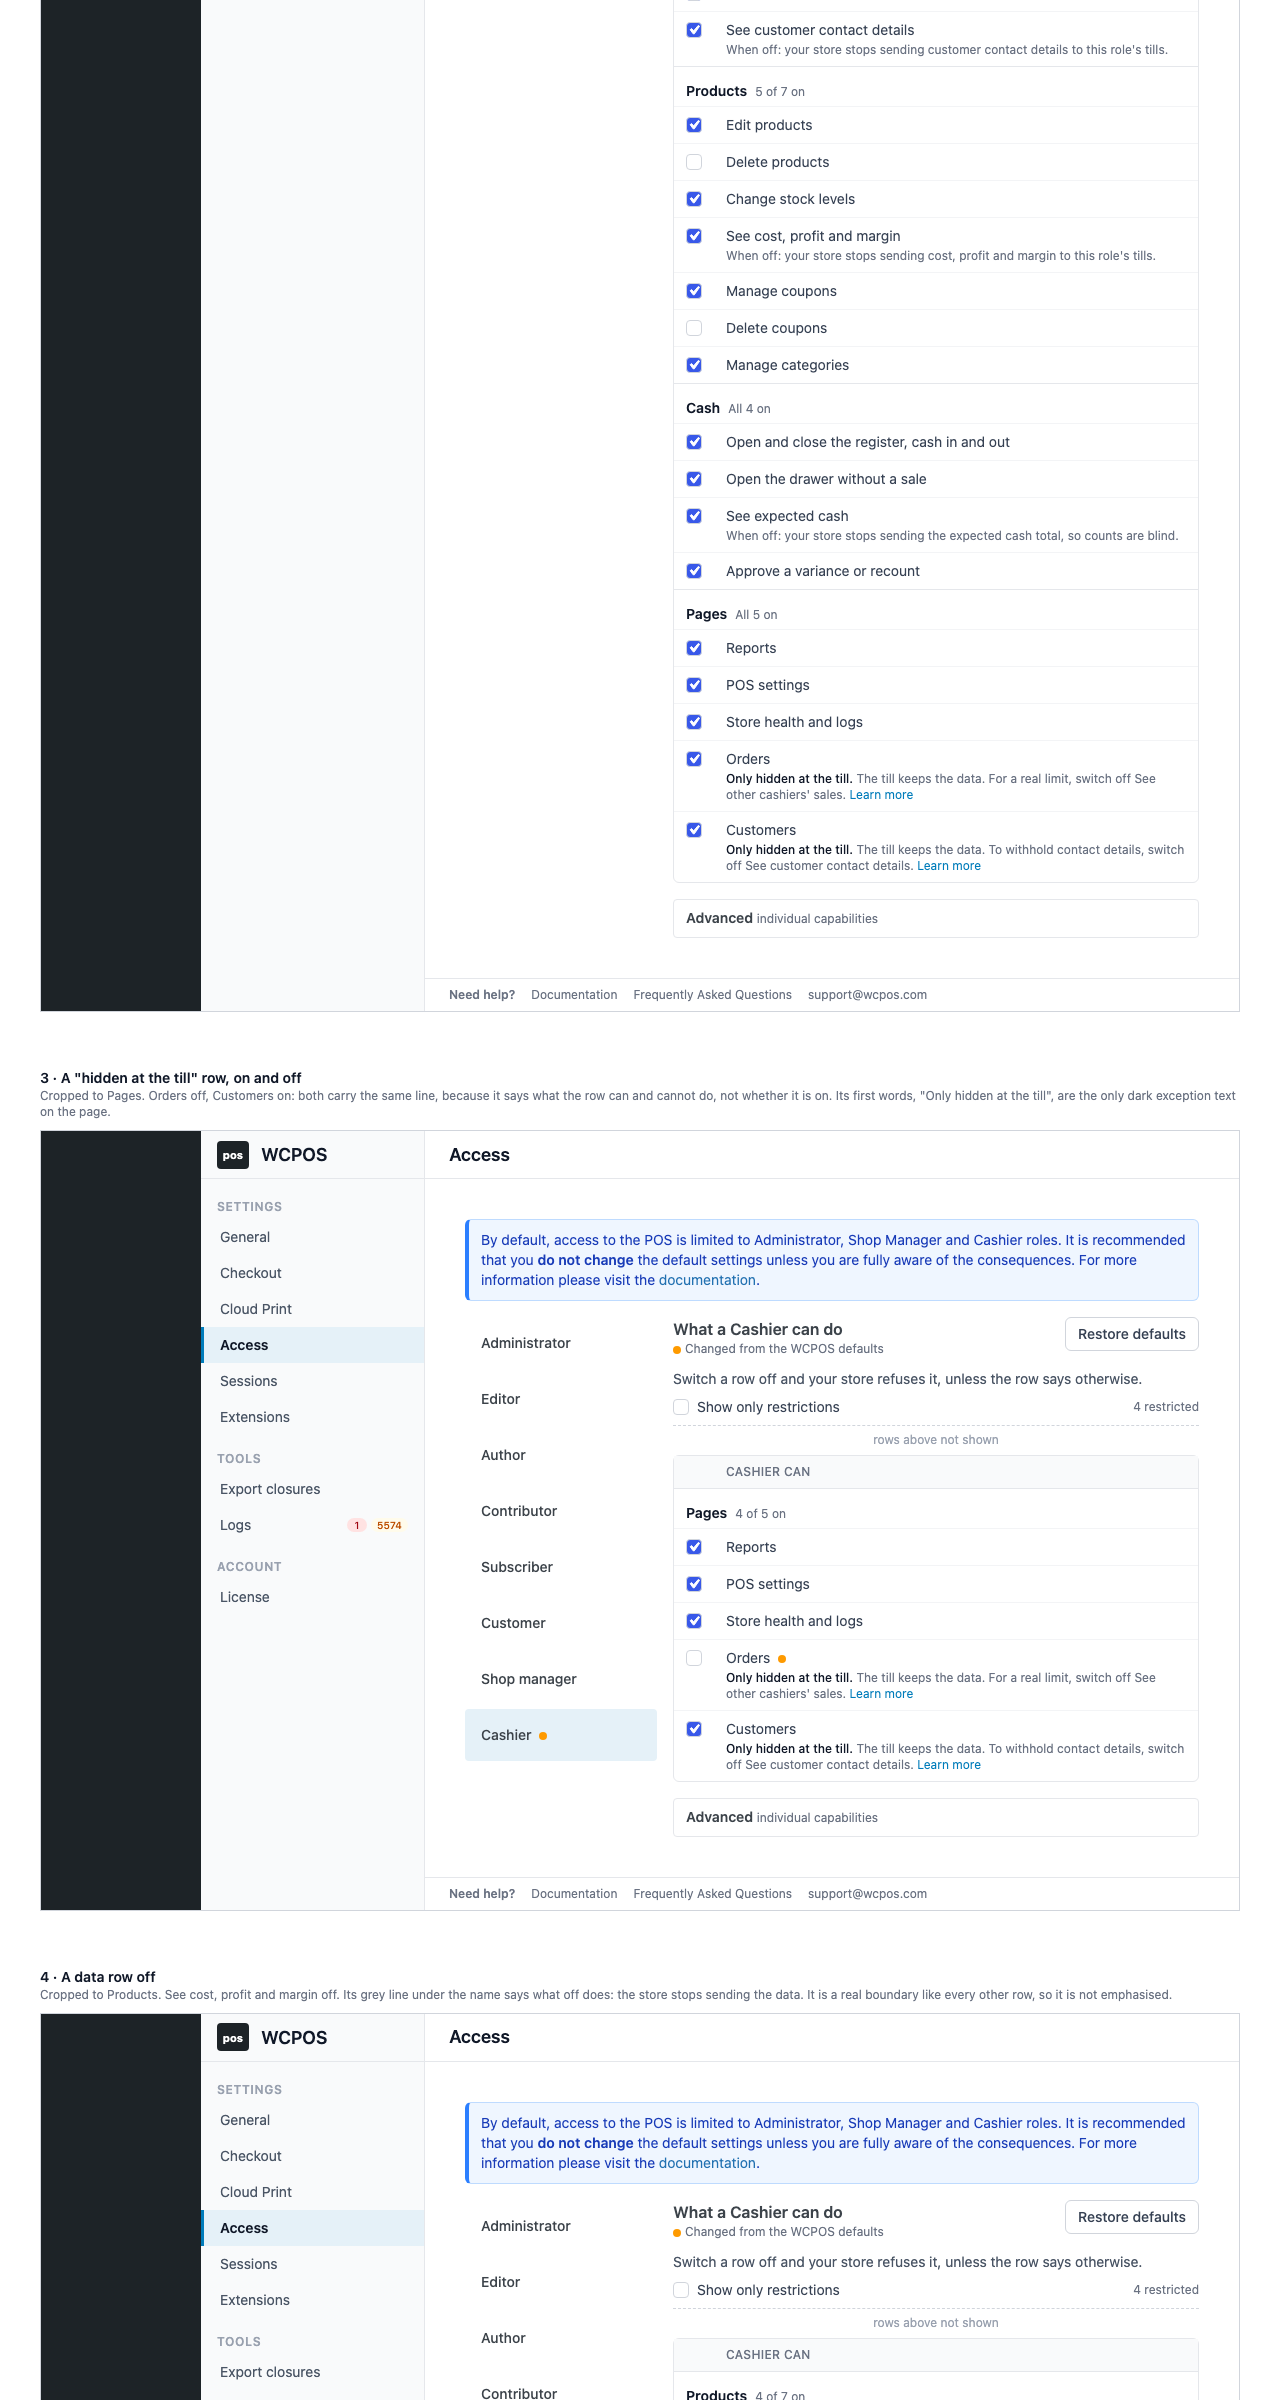 See customer contact details
When off: your store stops sending customer contact details to this role's tills.
Products 5 of 7 on
Edit products
Delete products
Change stock levels
See cost, profit and margin
When off: your store stops sending cost, profit and margin to this role's tills.
Manage coupons
Delete coupons
Manage categories
Cash All 4 on
Open and close the register, cash in and out
Open the drawer without a sale
See expected cash
When off: your store stops sending the expected cash total, so counts are blind.
Approve a variance or recount
Pages All 5 on
Reports
POS settings
Store health and logs
Orders
Only hidden at the till. The till keeps the data. For a real limit, switch off See
other cashiers' sales. Learn more
Customers
Only hidden at the till. The till keeps the data. To withhold contact details, switch
off See customer contact details. Learn more
Advanced individual capabilities
Need help? Documentation Frequently Asked Questions support@wcpos.com
3 · A "hidden at the till" row, on and off
Cropped to Pages. Orders off, Customers on: both carry the same line, because it says what the row can and cannot do, not whether it is on. Its first words, "Only hidden at the till", are the only dark exception text
on the page.
pos WCPOS
Access
SETTINGS
General
Checkout
Cloud Print
Access
Sessions
Extensions
TOOLS
Export closures
Logs 1 5574
ACCOUNT
License
By default, access to the POS is limited to Administrator, Shop Manager and Cashier roles. It is recommended
that you do not change the default settings unless you are fully aware of the consequences. For more
information please visit the documentation.
Administrator
Editor
Author
Contributor
Subscriber
Customer
Shop manager
Cashier
What a Cashier can do
Changed from the WCPOS defaults
Restore defaults
Switch a row off and your store refuses it, unless the row says otherwise.
Show only restrictions 4 restricted
rows above not shown
CASHIER CAN
Pages 4 of 5 on
Reports
POS settings
Store health and logs
Orders
Only hidden at the till. The till keeps the data. For a real limit, switch off See
other cashiers' sales. Learn more
Customers
Only hidden at the till. The till keeps the data. To withhold contact details, switch
off See customer contact details. Learn more
Advanced individual capabilities
Need help? Documentation Frequently Asked Questions support@wcpos.com
4 · A data row off
Cropped to Products. See cost, profit and margin off. Its grey line under the name says what off does: the store stops sending the data. It is a real boundary like every other row, so it is not emphasised.
pos WCPOS
Access
SETTINGS
General
Checkout
Cloud Print
Access
Sessions
Extensions
TOOLS
Export closures
By default, access to the POS is limited to Administrator, Shop Manager and Cashier roles. It is recommended
that you do not change the default settings unless you are fully aware of the consequences. For more
information please visit the documentation.
Administrator
Editor
Author
Contributor
What a Cashier can do
Changed from the WCPOS defaults
Restore defaults
Switch a row off and your store refuses it, unless the row says otherwise.
Show only restrictions 4 restricted
rows above not shown
CASHIER CAN
Products 4 of 7 on